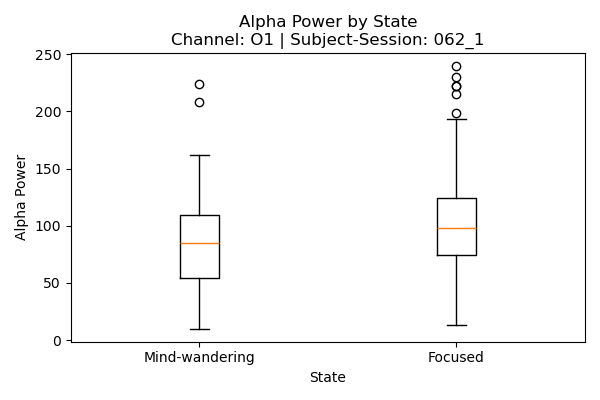 Alpha Power by State
Channel: O1 | Subject-Session: 062_1
250
200
150
100
50
0
Alpha Power
Mind-wandering
Focused
State